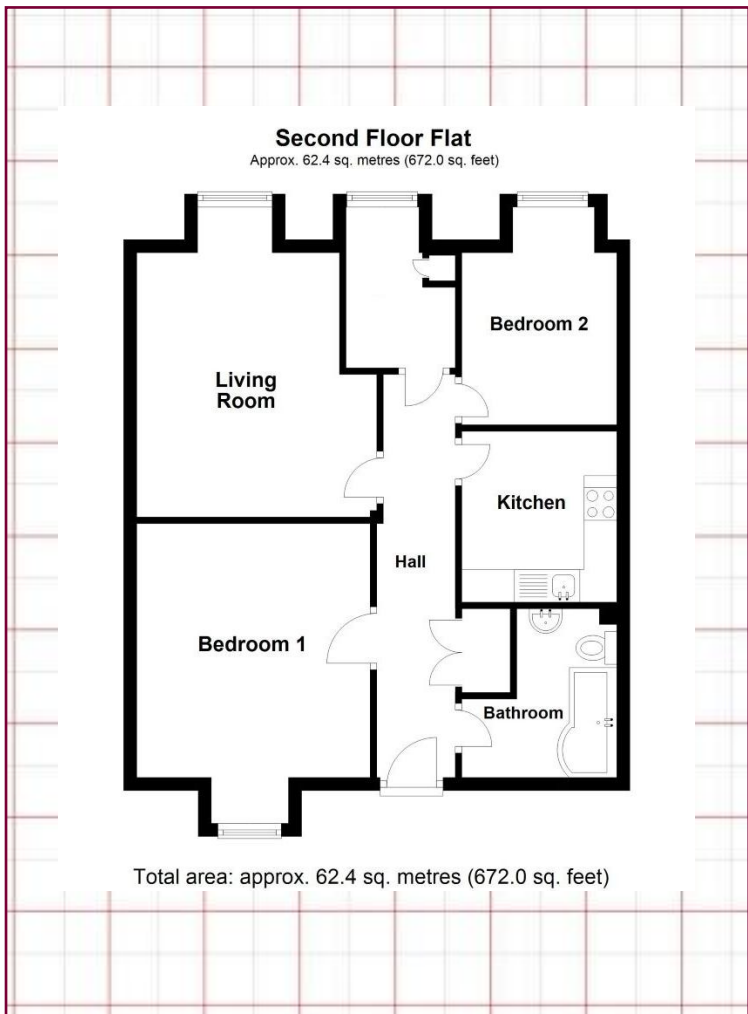 Second Floor Flat
Approx. 62.4 sq. metres (672.0 sq. feet)
Bedroom 2
Living
Room
Kitchen
Hall
Bedroom 1
Bathroom
Total area: approx. 62.4 sq. metres (672.0 sq. feet)